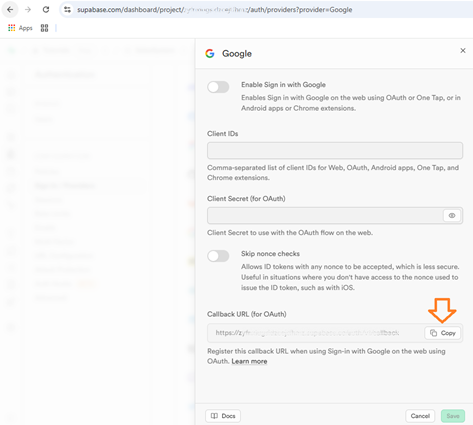 supabase.com/dashboard/project/
/auth/providers?provider=Google
Apps
Google
Enable Sign in with Google
Enables Sign in with Google on the web using OAuth or One Tap, or in
Android apps or Chrome extensions.
Client IDs
Comma-separated list of client IDs for Web, OAuth, Android apps, One Tap, and
Chrome extensions.
Client Secret (for OAuth)
Client Secret to use with the OAuth flow on the web.
Skip nonce checks
Allows ID tokens with any nonce to be accepted, which is less secure.
Useful in situations where you don't have access to the nonce used to
issue the ID token, such as with iOS.
Callback URL (for OAuth)
Copy
Register this callback URL when using Sign-in with Google on the web using
OAuth. Learn more
Docs
Cancel
Save